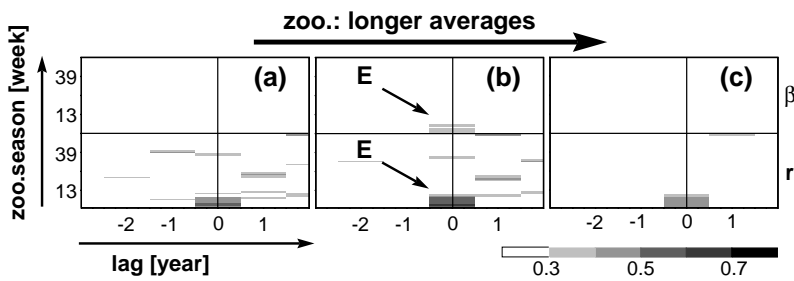 zoo.: longer averages
zoo.season [week]
(a) (b) (c)
E
E
39
13
39
13
β
r
-2 -1 0 1 -2 -1 0 1 -2 -1 0 1
lag [year]
0.3 0.5 0.7